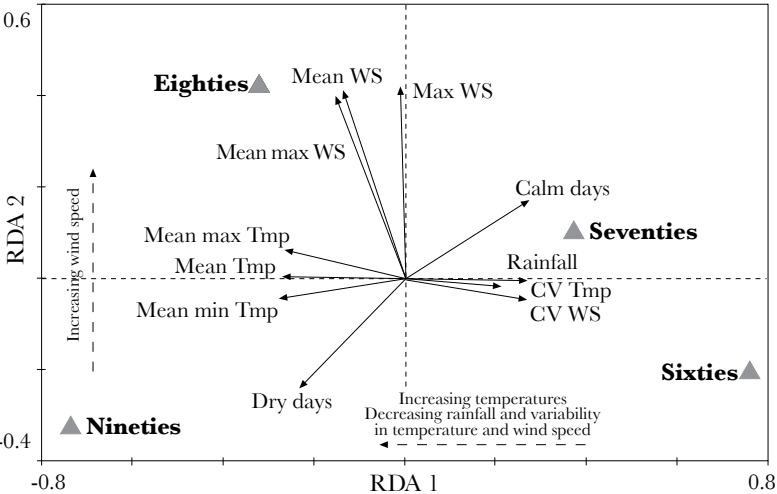 0.6
Eighties
Mean WS
Max WS
Mean max WS
Calm days
Seventies
RDA 2
Increasing wind speed
Mean max Tmp
Mean Tmp
Mean min Tmp
Rainfall
CV Tmp
CV WS
Sixties
Dry days
Increasing temperatures
Decreasing rainfall and variability
in temperature and wind speed
Nineties
-0.4
-0.8
RDA 1
0.8